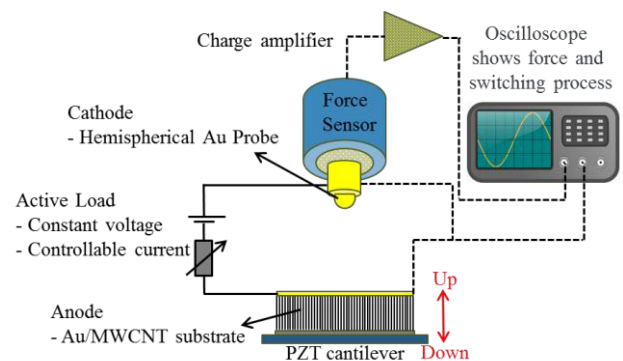 Charge amplifier
Oscilloscope
shows force and
switching process
Force
Sensor
Cathode
- Hemispherical Au Probe
Active Load
- Constant voltage
- Controllable current
Anode
- Au/MWCNT substrate
PZT cantilever
Up
Down